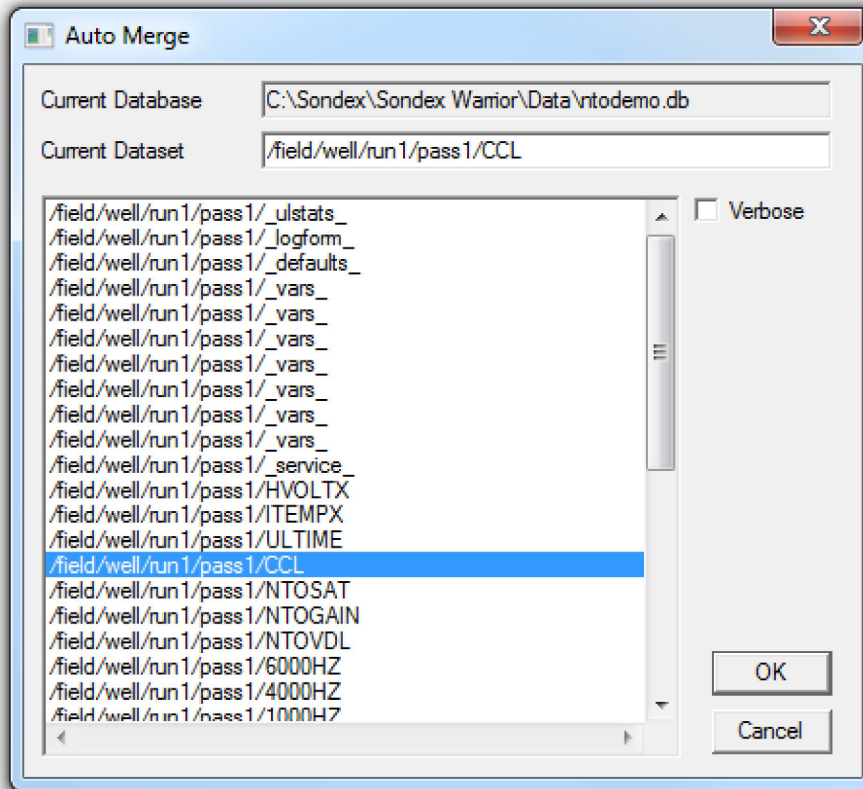 Auto Merge
Current Database C:\Sondex\Sondex Warrior\Data\ntodemo.db
Current Dataset /field/well/run1/pass1/CCL
/field/well/run1/pass1/_ulstats_
Verbose
/field/well/run1/pass1/_logform_
/field/well/run1/pass1/_defaults_
/field/well/run1/pass1/_vars_
/field/well/run1/pass1/_vars_
/field/well/run1/pass1/_vars_
/field/well/run1/pass1/_vars_
/field/well/run1/pass1/_vars_
/field/well/run1/pass1/_vars_
/field/well/run1/pass1/_vars_
/field/well/run1/pass1/_service_
/field/well/run1/pass1/HVOLTX
/field/well/run1/pass1/ITEMPX
/field/well/run1/pass1/ULTIME
/field/well/run1/pass1/CCL
/field/well/run1/pass1/NTOSAT
/field/well/run1/pass1/NTOGAIN
/field/well/run1/pass1/NTOVDL
/field/well/run1/pass1/6000HZ
/field/well/run1/pass1/4000HZ
/field/well/run1/pass1/1000HZ
OK
Cancel